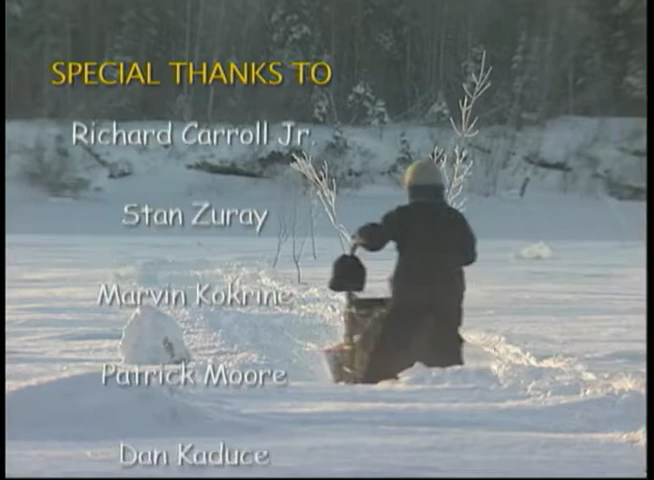 SPECIAL THANKS TO
Richard Carroll Jr.
Stan Zuray
Marvin Kokrine
Patrick Moore
Dan Kaduce